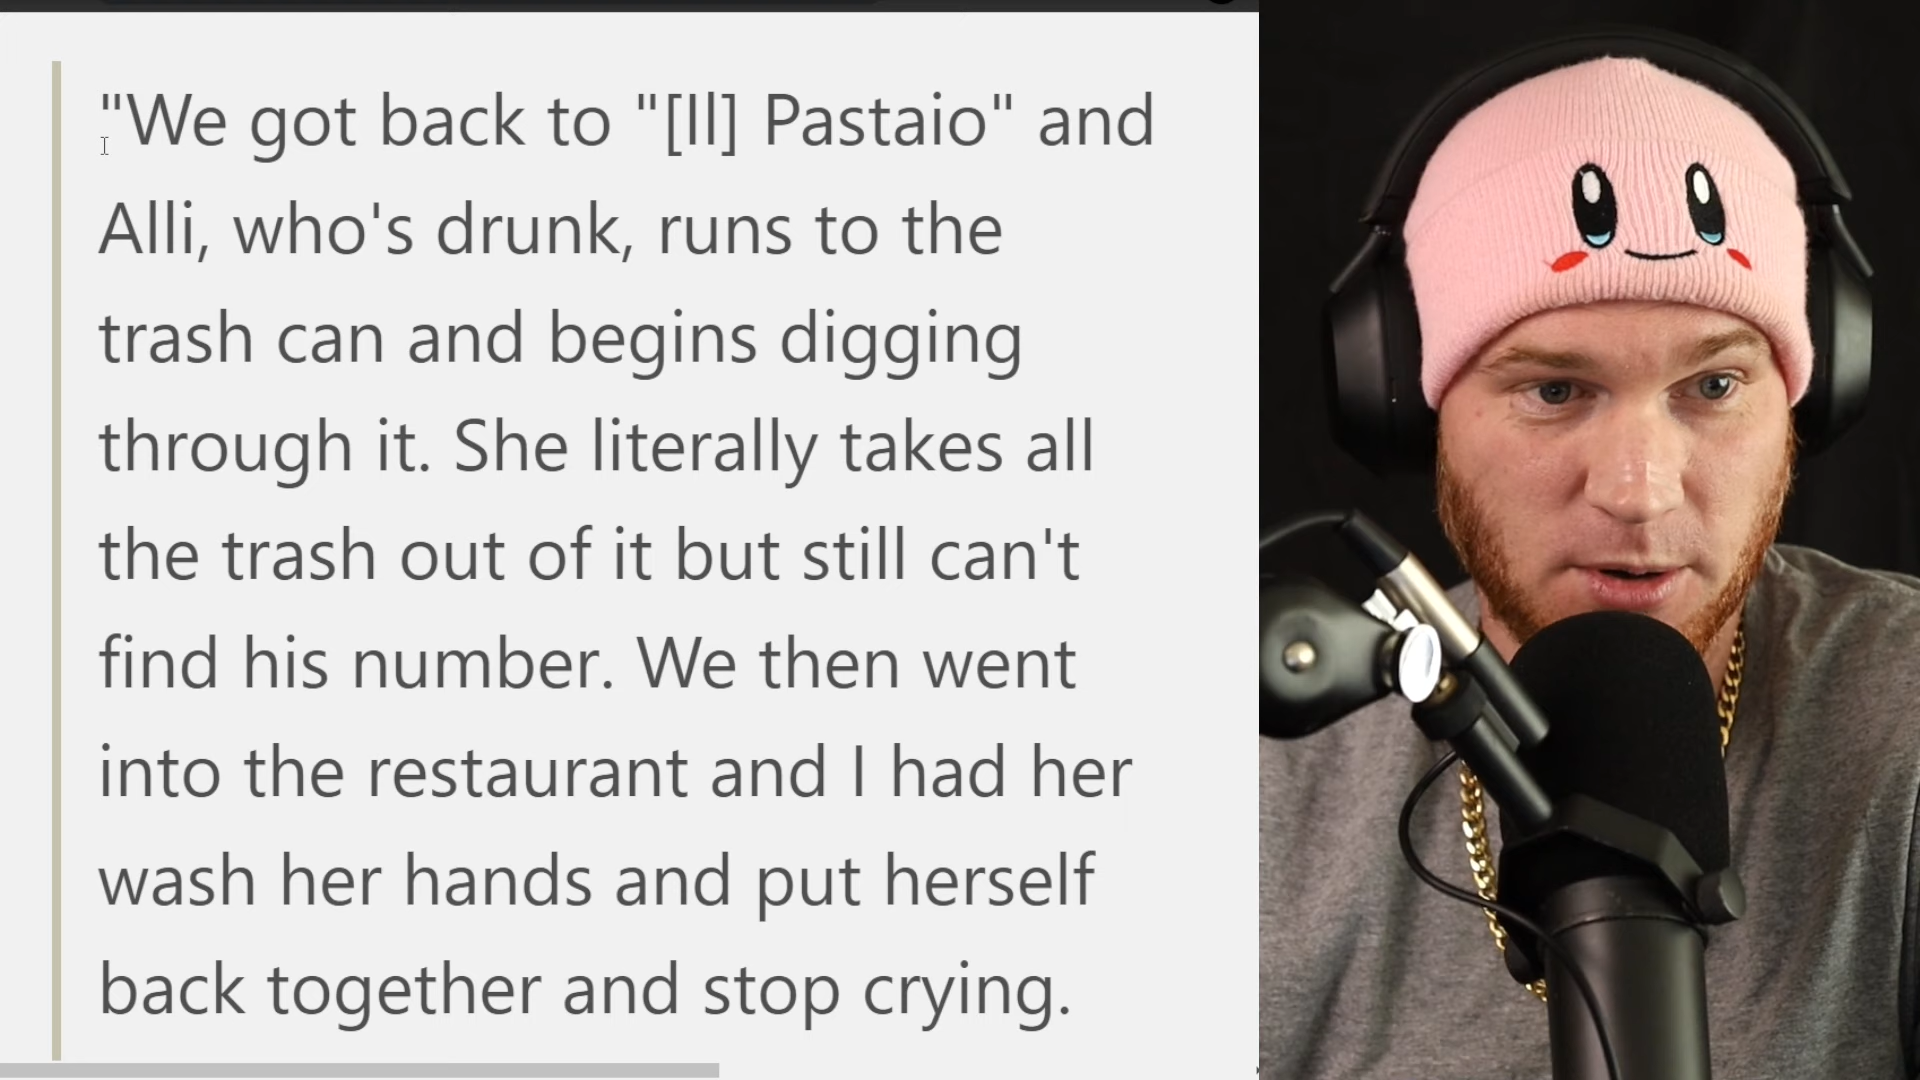 "We got back to "[Il] Pastaio" and
Alli, who's drunk, runs to the
trash can and begins digging
through it. She literally takes all
the trash out of it but still can't
find his number. We then went
into the restaurant and I had her
wash her hands and put herself
back together and stop crying.